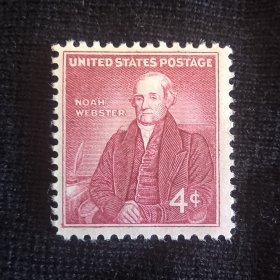 UNITED STATES POSTAGE
NOAH
WEBSTER
4¢